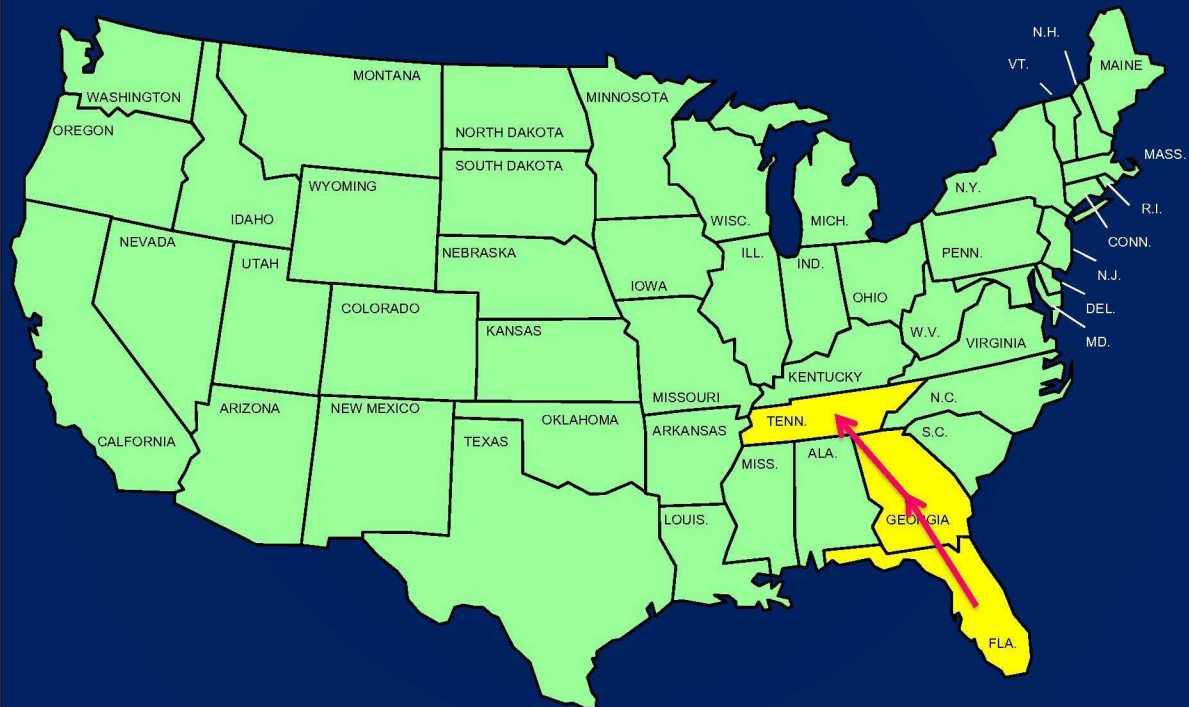 N.H.
VT.
MAINE
MONTANA
WASHINGTON
MINNOSOTA
OREGON
NORTH DAKOTA
MASS.
SOUTH DAKOTA
WYOMING
N.Y.
R.I.
IDAHO
WISC.
MICH.
NEVADA
CONN.
NEBRASKA
ILL.
PENN.
UTAH
IND.
N.J.
IOWA
OHIO
COLORADO
DEL.
KANSAS
W.V.
VIRGINIA
MD.
KENTUCKY
MISSOURI
N.C.
ARIZONA
NEW MEXICO
OKLAHOMA
TENN.
ARKANSAS
S.C.
CALFORNIA
TEXAS
ALA.
MISS.
LOUIS.
GEORGIA
FLA.